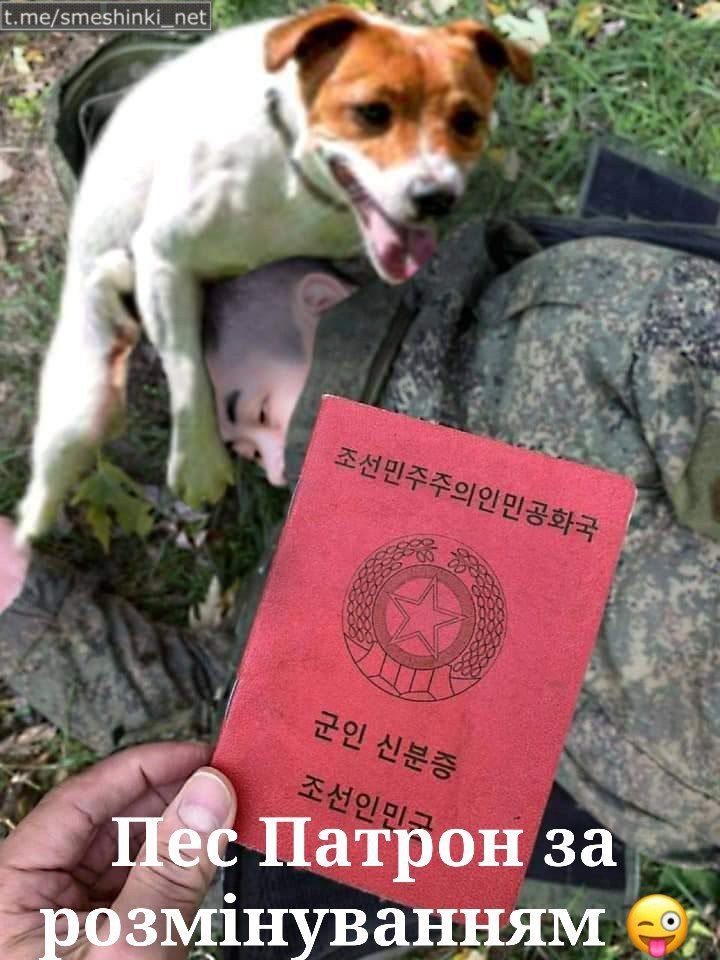 t.me/smeshinki_net
조선민주주의인민공화국
군인 신분증
조선인민군
Пес Патрон за
розмінуванням 😜